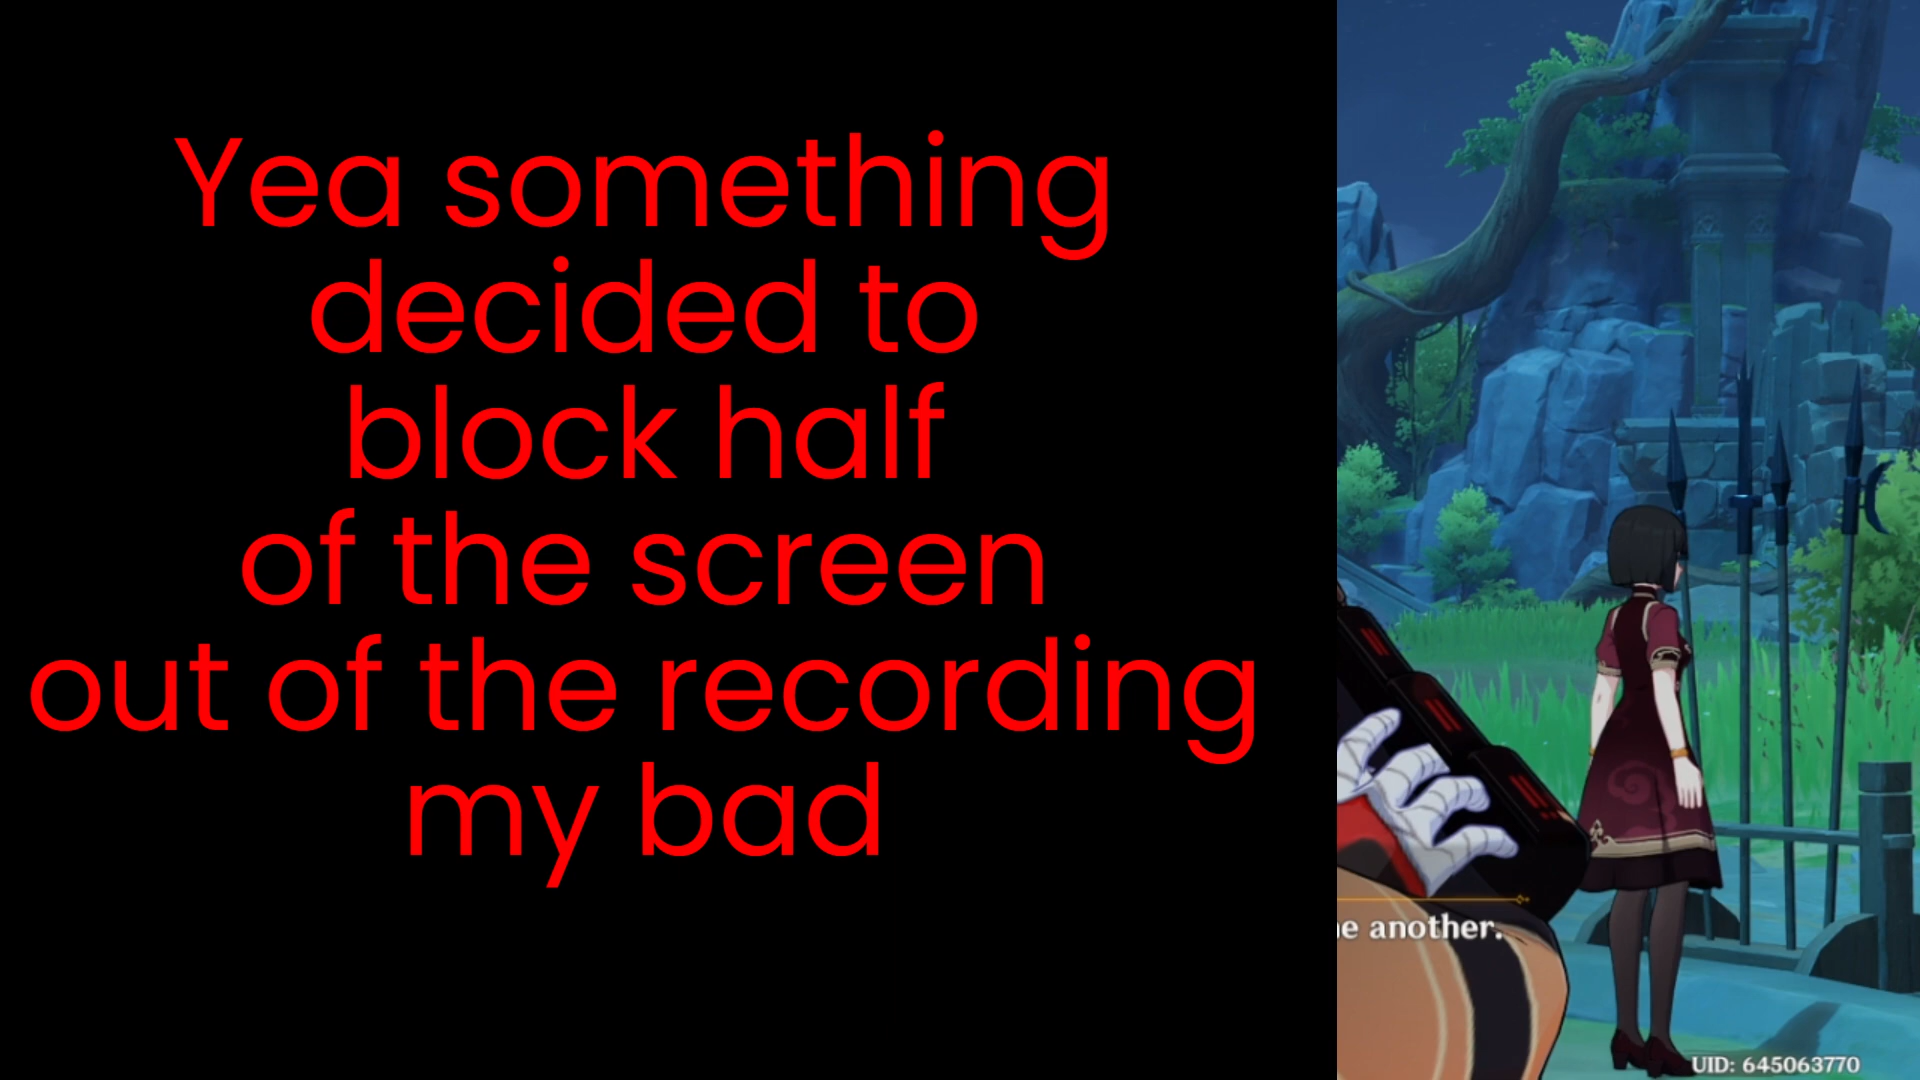 Yea something
decided to
block half
of the screen
out of the recording
my bad
another.
UID: 645063770